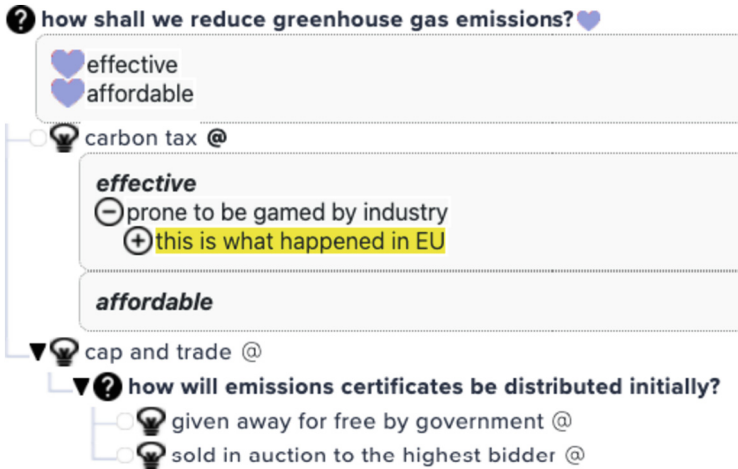 how shall we reduce greenhouse gas emissions?
effective
affordable
carbon tax @
effective
prone to be gamed by industry
this is what happened in EU
affordable
cap and trade @
how will emissions certificates be distributed initially?
given away for free by government @
sold in auction to the highest bidder @